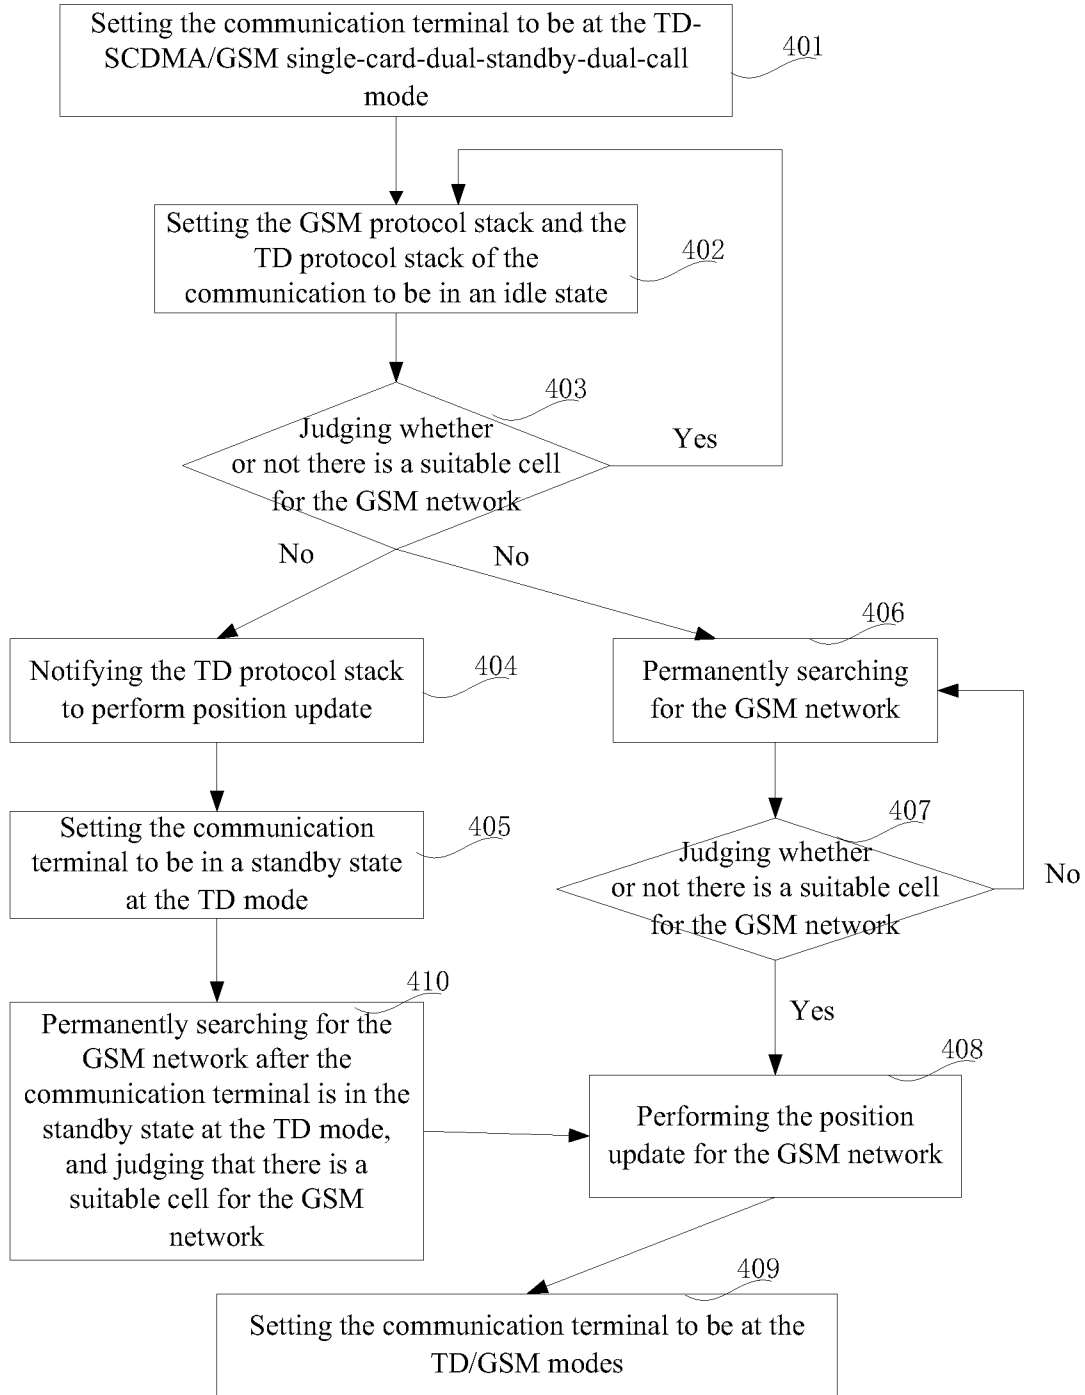 Setting the communication terminal to be at the TD-
SCDMA/GSM single-card-dual-standby-dual-call
mode
401
Setting the GSM protocol stack and the
TD protocol stack of the
communication to be in an idle state
402
403
Judging whether
or not there is a suitable cell
for the GSM network
Yes
No
No
Notifying the TD protocol stack
to perform position update
404
406
Permanently searching
for the GSM network
Setting the communication
terminal to be in a standby state
at the TD mode
405
407
Judging whether
or not there is a suitable cell
for the GSM network
No
Yes
410
Permanently searching for the
GSM network after the
communication terminal is in the
standby state at the TD mode,
and judging that there is a
suitable cell for the GSM
network
408
Performing the position
update for the GSM network
409
Setting the communication terminal to be at the
TD/GSM modes